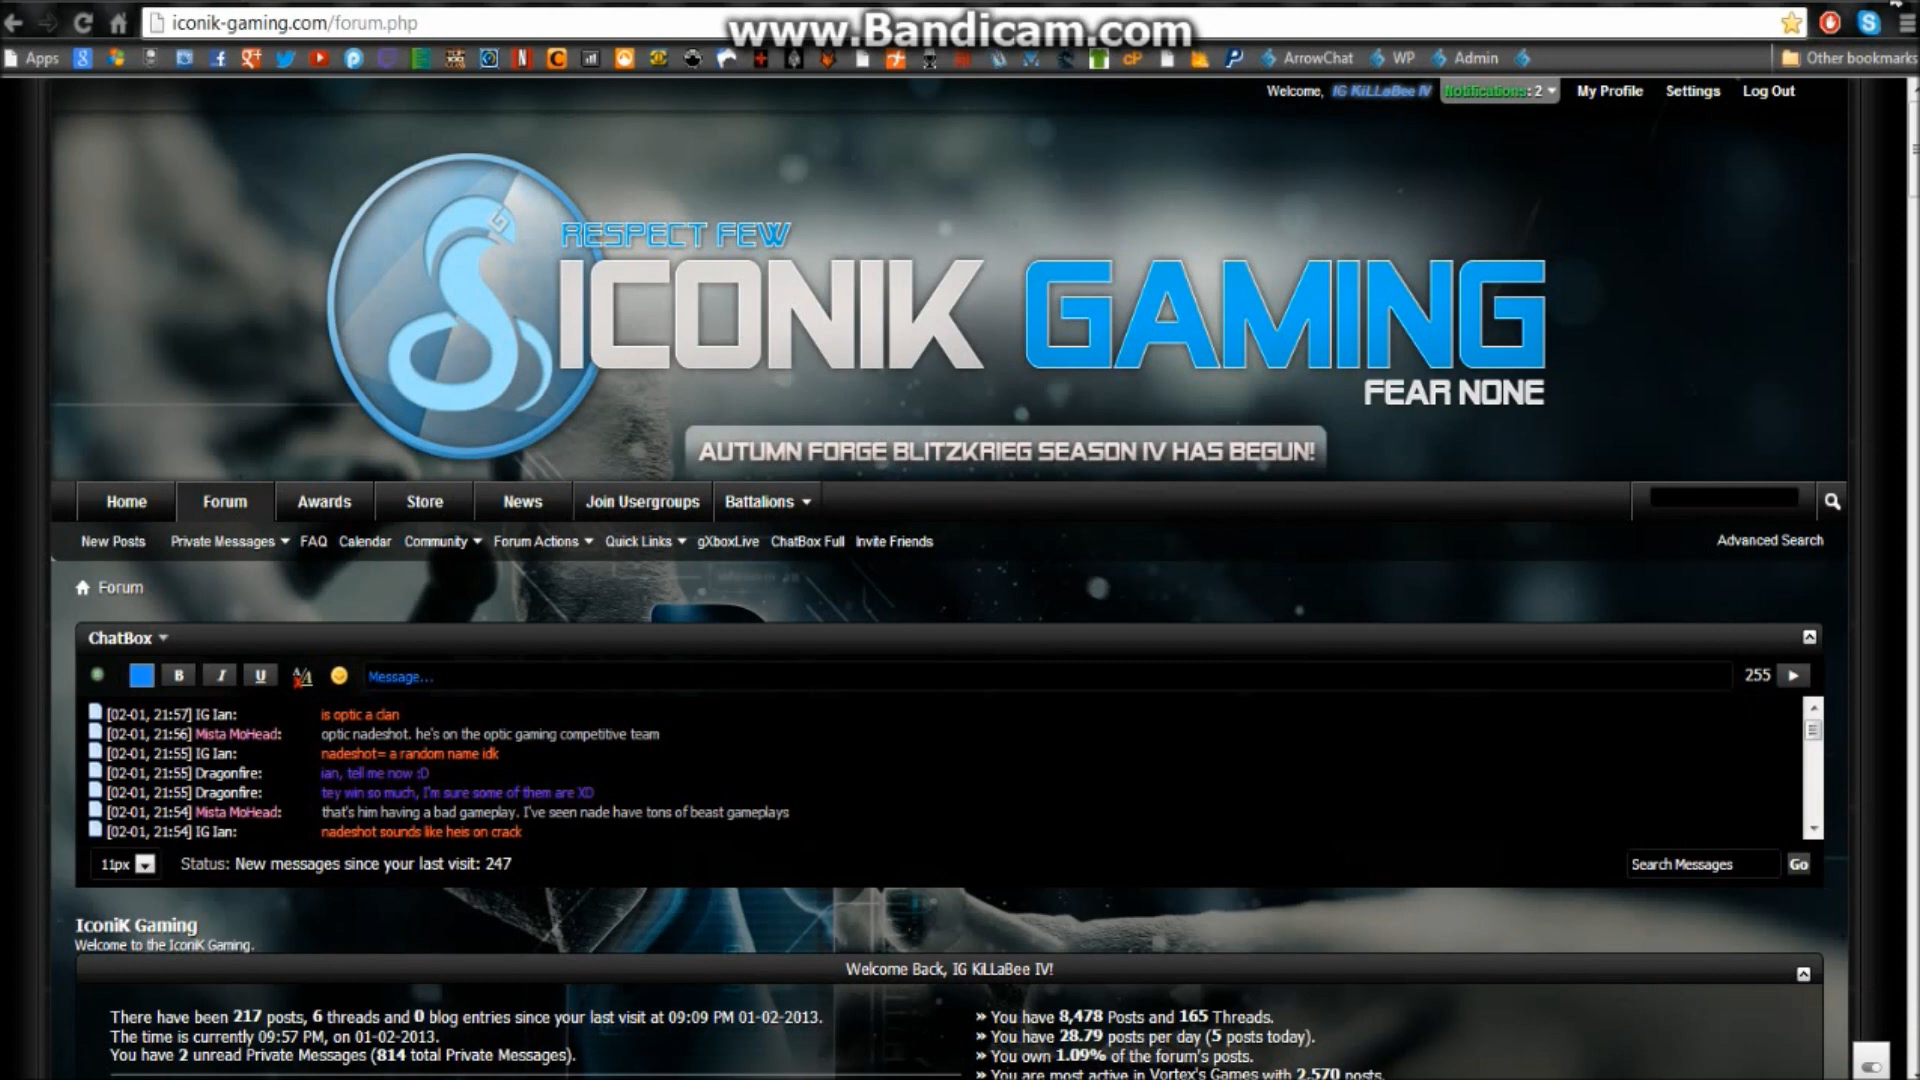 iconik-gaming.com/forum.php
www.Bandicam.com
Apps
ArrowChat
WP
Admin
Other bookmarks
Welcome, IG KiLLaBee IV Notifications: 2 My Profile Settings Log Out
RESPECT FEW
ICONIK GAMING
FEAR NONE
AUTUMN FORGE BLITZKRIEG SEASON IV HAS BEGUN!
Home Forum Awards Store News Join Usergroups Battalions
New Posts Private Messages FAQ Calendar Community Forum Actions Quick Links gXboxLive ChatBox Full Invite Friends Advanced Search
Forum
ChatBox
B I U A/A Message... 255
[02-01, 21:57] IG Ian: is optic a clan
[02-01, 21:56] Mista MoHead: optic nadeshot. he's on the optic gaming competitive team
[02-01, 21:55] IG Ian: nadeshot= a random name idk
[02-01, 21:55] Dragonfire: ian, tell me now :D
[02-01, 21:55] Dragonfire: tey win so much, I'm sure some of them are XD
[02-01, 21:54] Mista MoHead: that's him having a bad gameplay. I've seen nade have tons of beast gameplays
[02-01, 21:54] IG Ian: nadeshot sounds like heis on crack
11px Status: New messages since your last visit: 247 Search Messages Go
IconiK Gaming
Welcome to the IconiK Gaming.
Welcome Back, IG KiLLaBee IV!
There have been 217 posts, 6 threads and 0 blog entries since your last visit at 09:09 PM 01-02-2013.
The time is currently 09:57 PM, on 01-02-2013.
You have 2 unread Private Messages (814 total Private Messages).
» You have 8,478 Posts and 165 Threads.
» You have 28.79 posts per day (5 posts today).
» You own 1.09% of the forum's posts.
» You are most active in Vortex's Games with 2,570 posts.